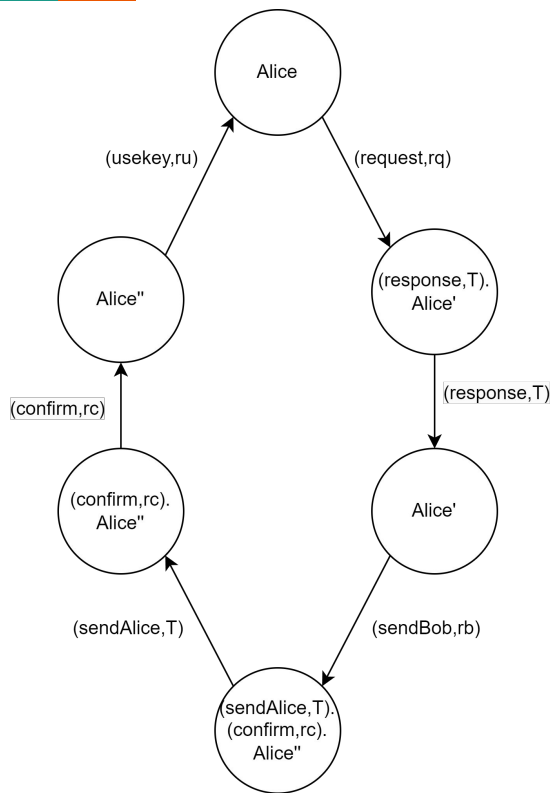 Alice
(usekey,ru)
(request,rq)
Alice"
(response,T).
Alice'
(confirm,rc)
(response,T)
(confirm,rc).
Alice"
Alice'
(sendAlice,T)
(sendBob,rb)
(sendAlice,T).
(confirm,rc).
Alice"